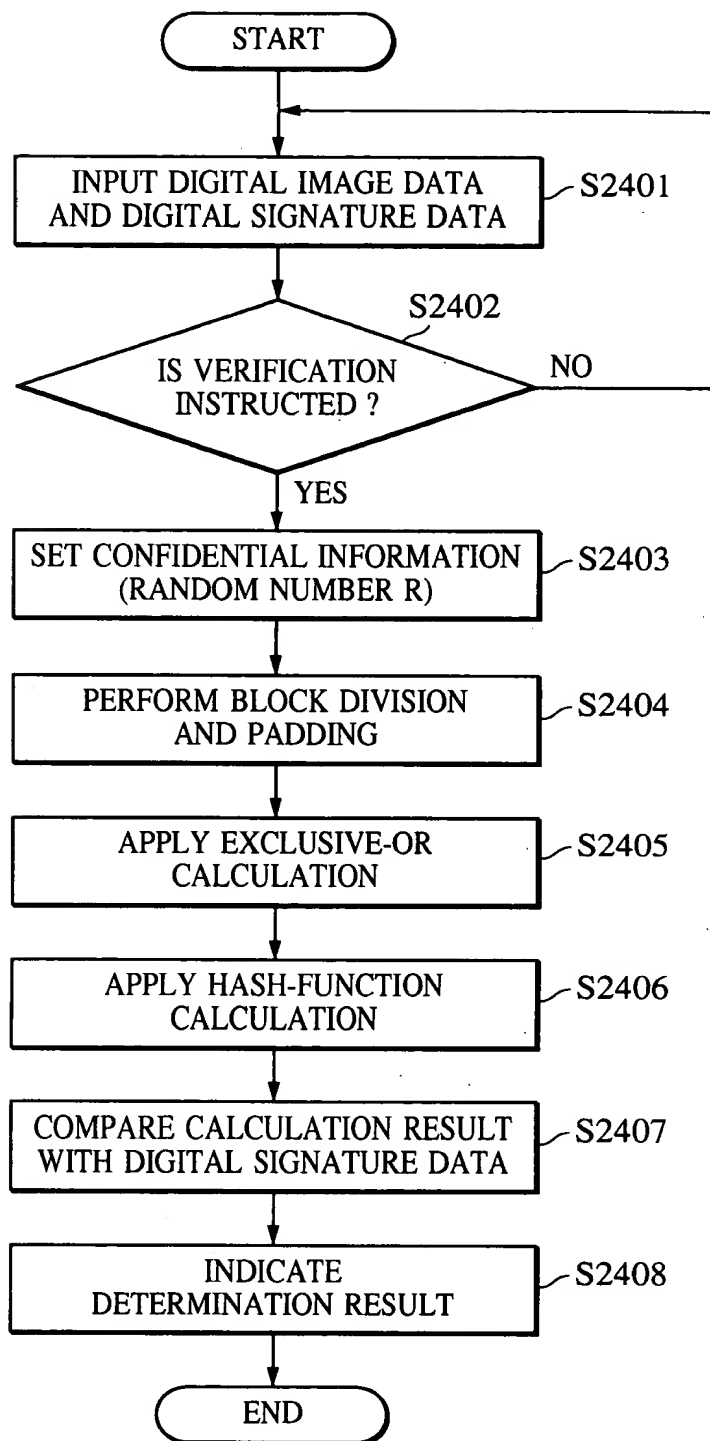 START
INPUT DIGITAL IMAGE DATA
AND DIGITAL SIGNATURE DATA
S2401
S2402
IS VERIFICATION
INSTRUCTED ?
NO
YES
SET CONFIDENTIAL INFORMATION
(RANDOM NUMBER R)
S2403
PERFORM BLOCK DIVISION
AND PADDING
S2404
APPLY EXCLUSIVE-OR
CALCULATION
S2405
APPLY HASH-FUNCTION
CALCULATION
S2406
COMPARE CALCULATION RESULT
WITH DIGITAL SIGNATURE DATA
S2407
INDICATE
DETERMINATION RESULT
S2408
END